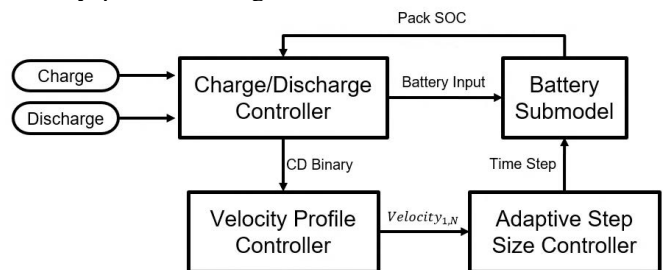 Pack SOC
Charge
Discharge
Charge/Discharge
Controller
Battery Input
Battery
Submodel
CD Binary
Time Step
Velocity Profile
Controller
Velocity₁,N
Adaptive Step
Size Controller